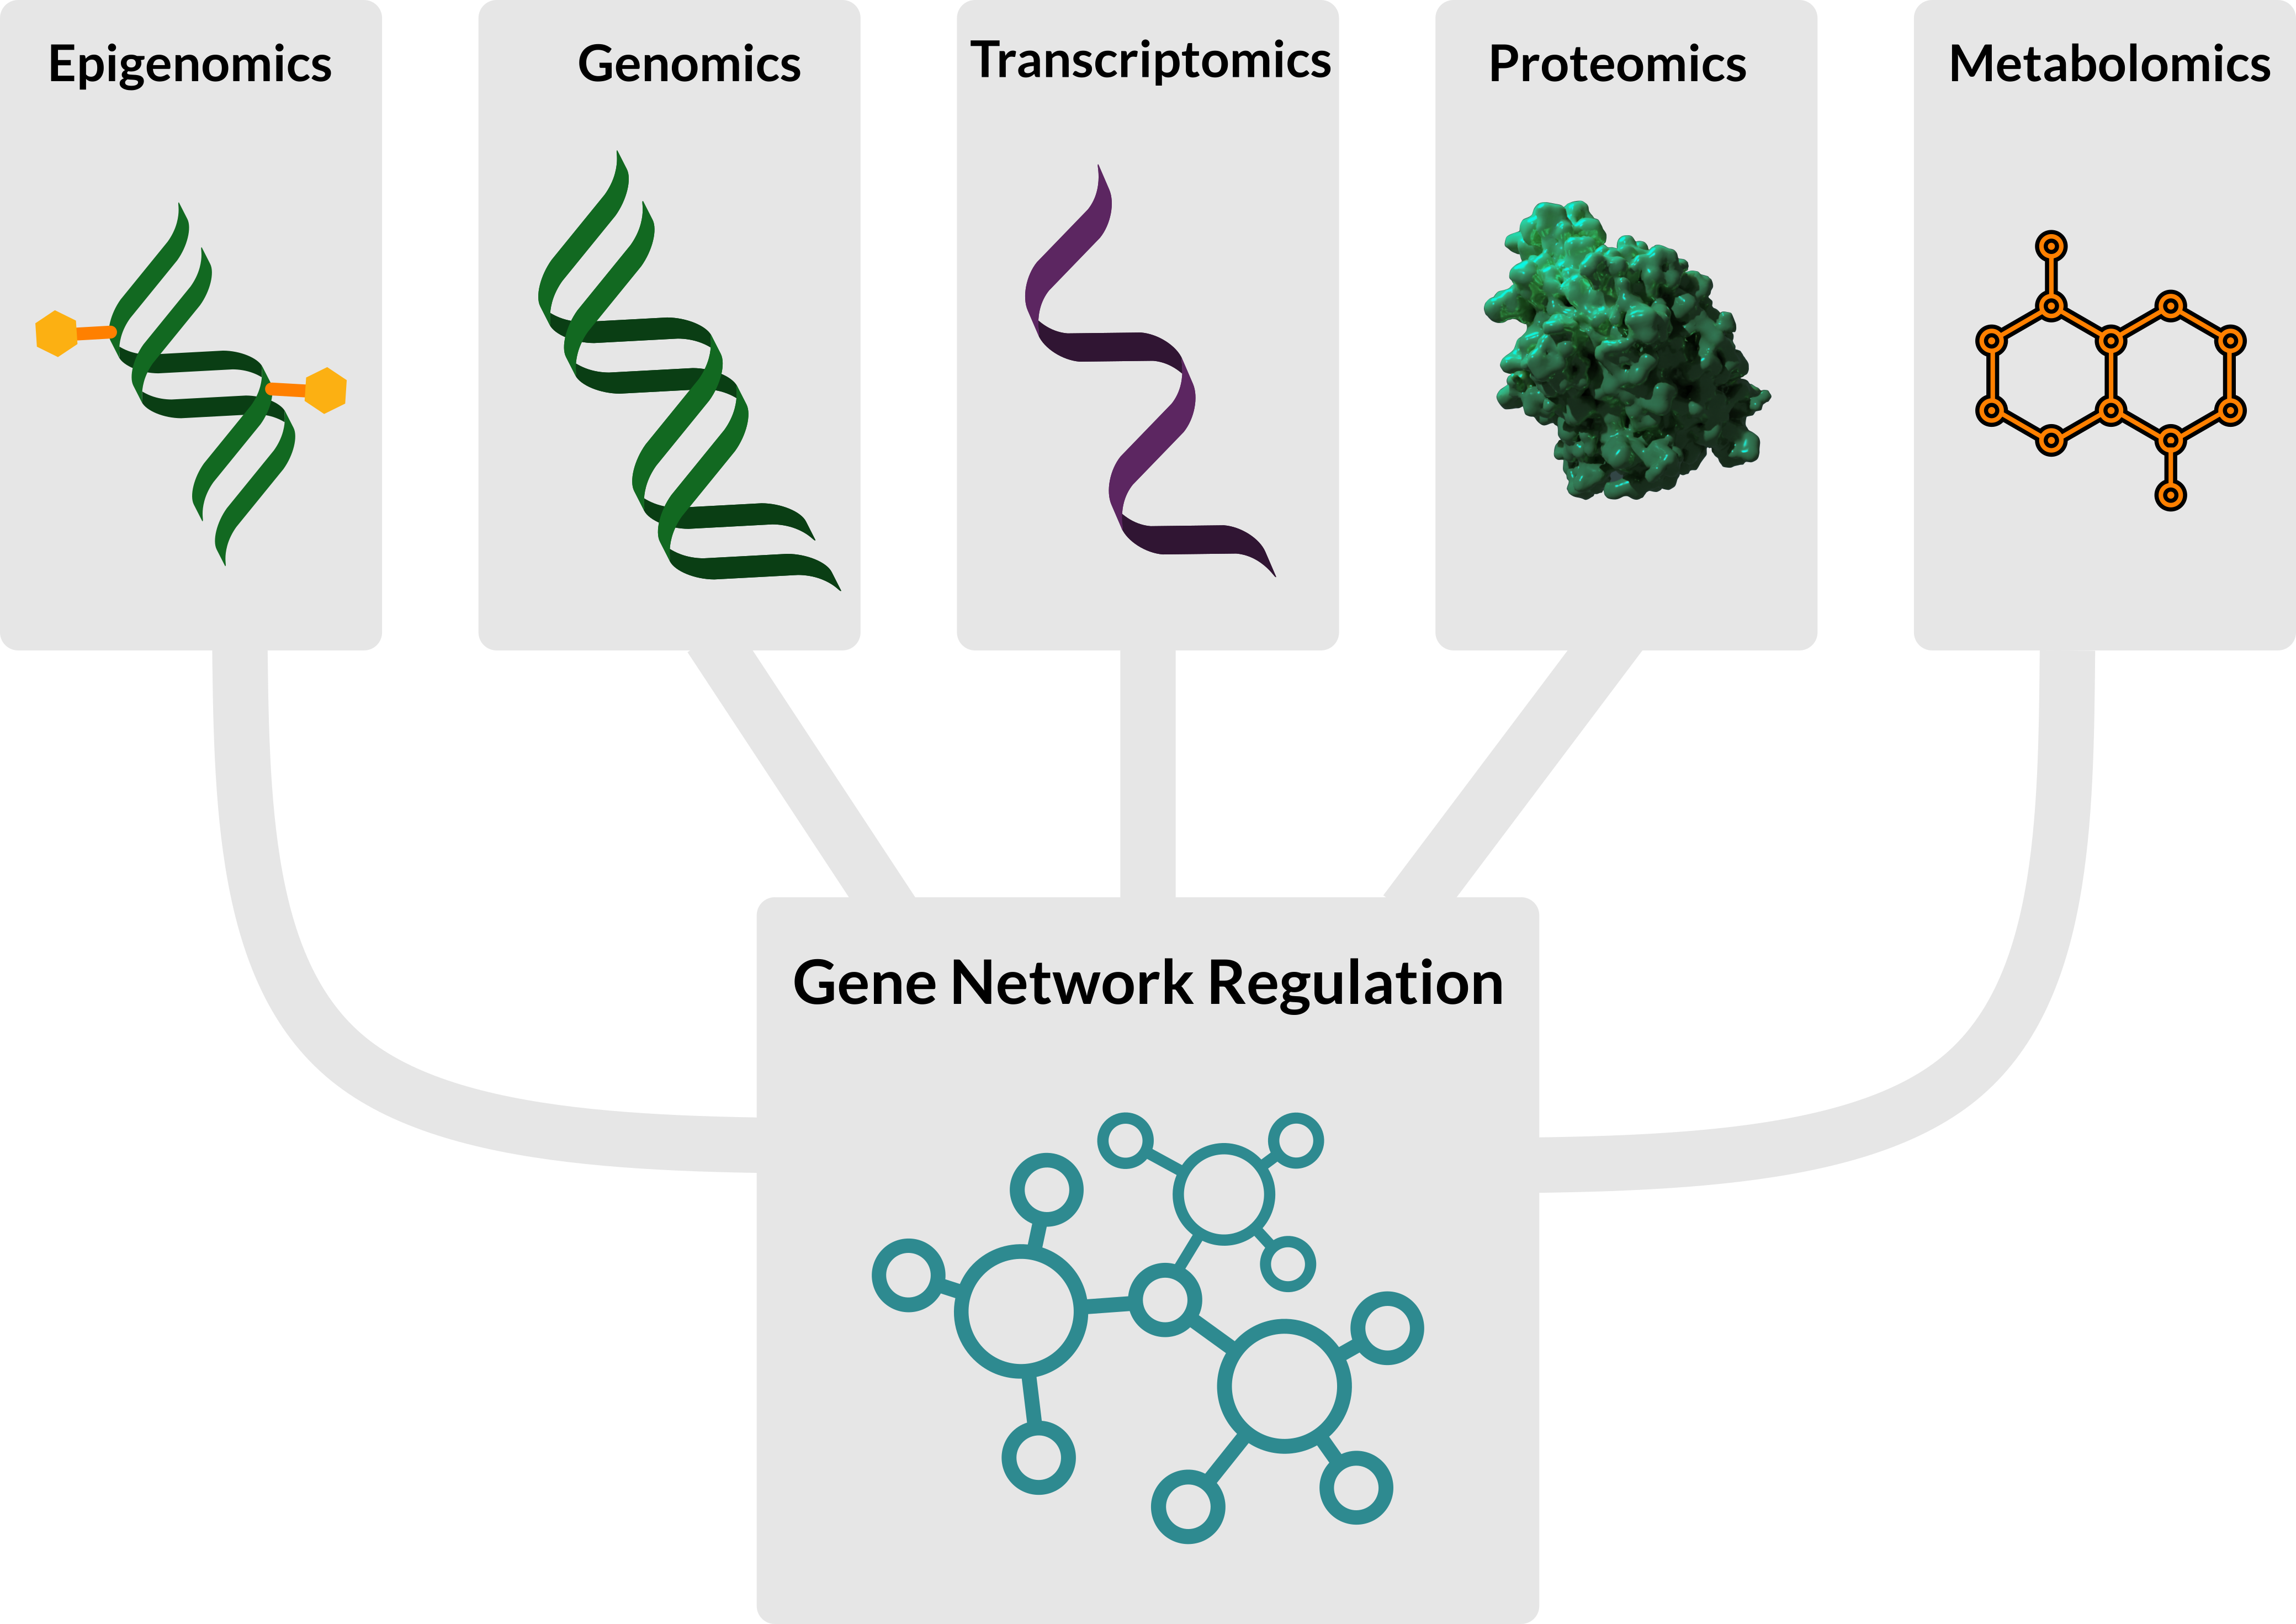 Epigenomics
Genomics
Transcriptomics
Proteomics
Metabolomics
Gene Network Regulation